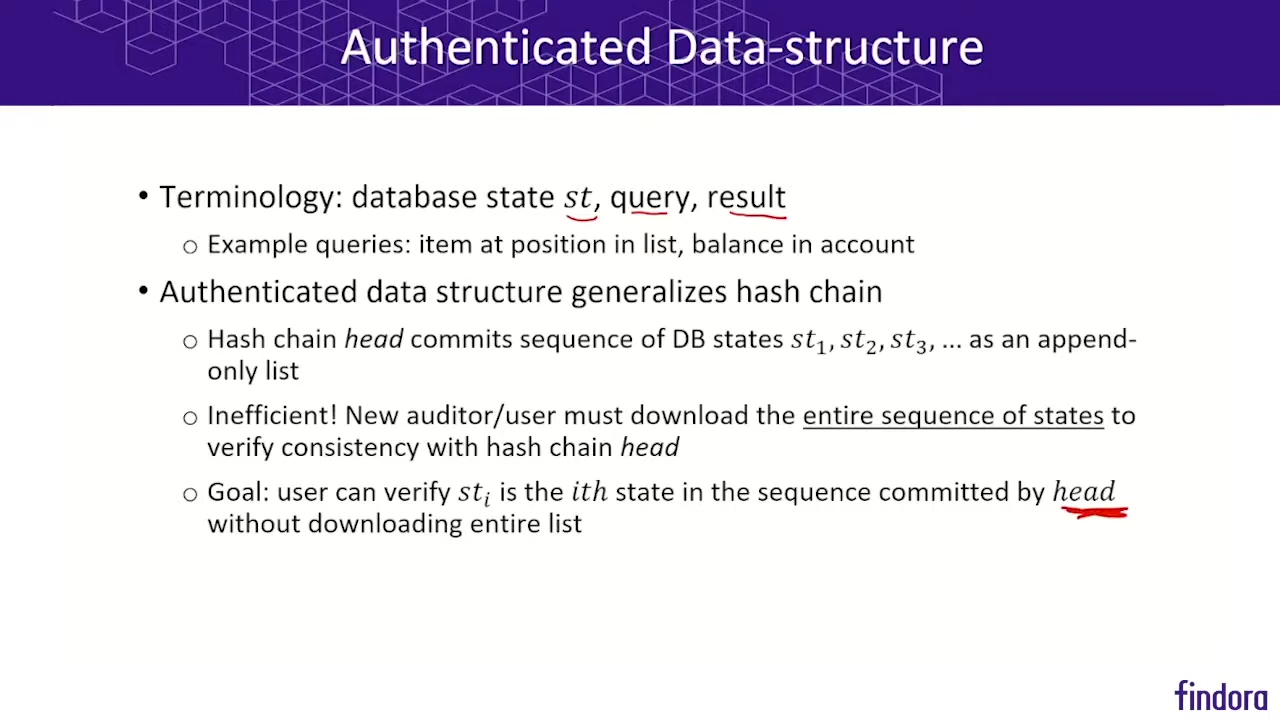 Authenticated Data-structure
• Terminology: database state st, query, result
o Example queries: item at position in list, balance in account
• Authenticated data structure generalizes hash chain
o Hash chain head commits sequence of DB states st₁, st₂, st₃, ... as an append-
only list
o Inefficient! New auditor/user must download the entire sequence of states to
verify consistency with hash chain head
o Goal: user can verify stᵢ is the ith state in the sequence committed by head
without downloading entire list
findora